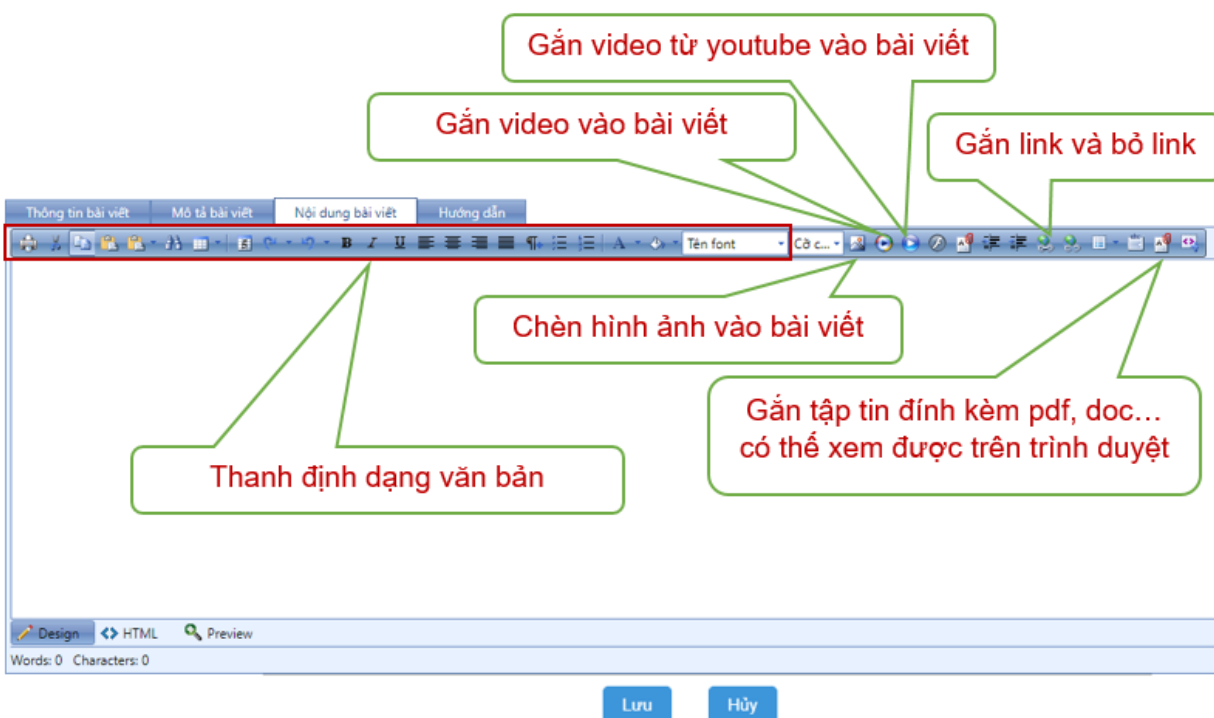 Gắn video từ youtube vào bài viết
Gắn video vào bài viết
Gắn link và bỏ link
Thông tin bài viết Mô tả bài viết Nội dung bài viết Hướng dẫn
B I U A Tên font Cỡ c...
Chèn hình ảnh vào bài viết
Gắn tập tin đính kèm pdf, doc...
có thể xem được trên trình duyệt
Thanh định dạng văn bản
Design HTML Preview
Words: 0 Characters: 0
Lưu Hủy